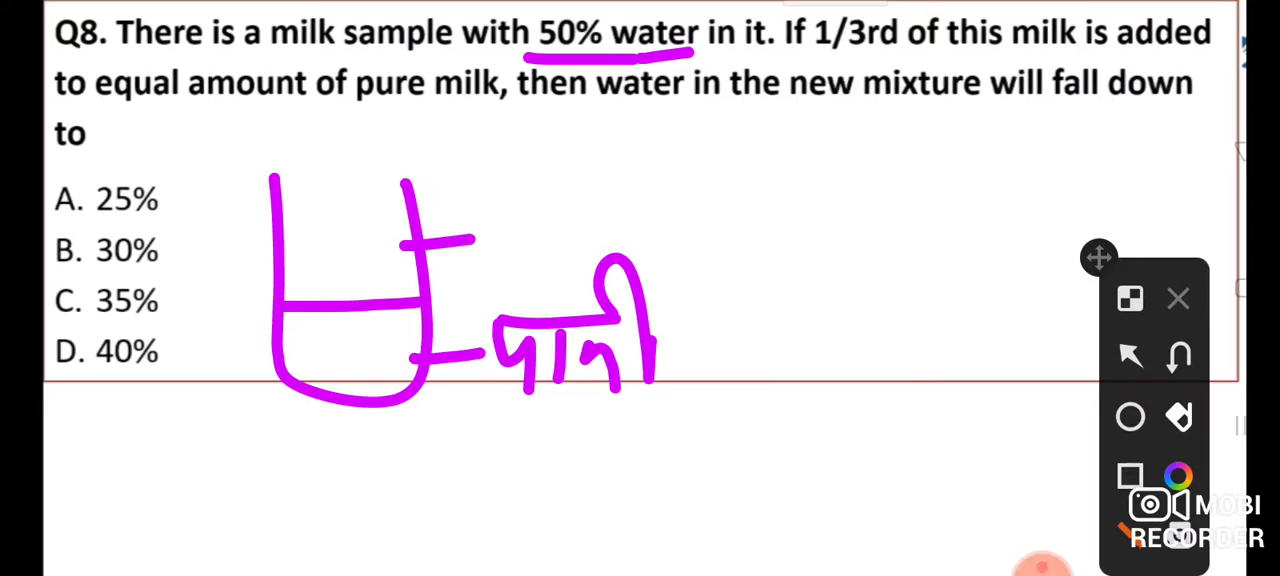 Q8. There is a milk sample with 50% water in it. If 1/3rd of this milk is added
to equal amount of pure milk, then water in the new mixture will fall down
to
A. 25%
B. 30%
C. 35%
D. 40%
पानी
MOBI
RECORDER